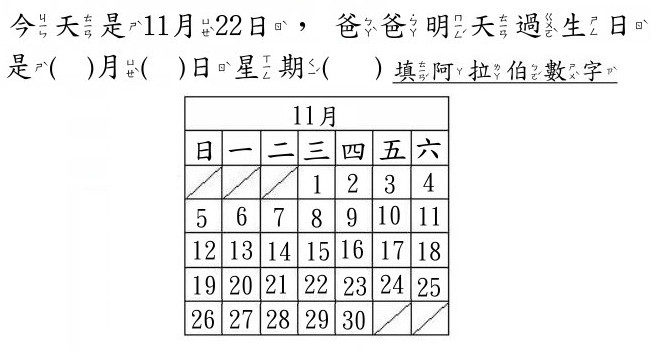 今天是11月22日，爸爸明天過生日
是( )月( )日星期( ) 填阿拉伯數字
11月
日 一 二 三 四 五 六
1 2 3 4
5 6 7 8 9 10 11
12 13 14 15 16 17 18
19 20 21 22 23 24 25
26 27 28 29 30